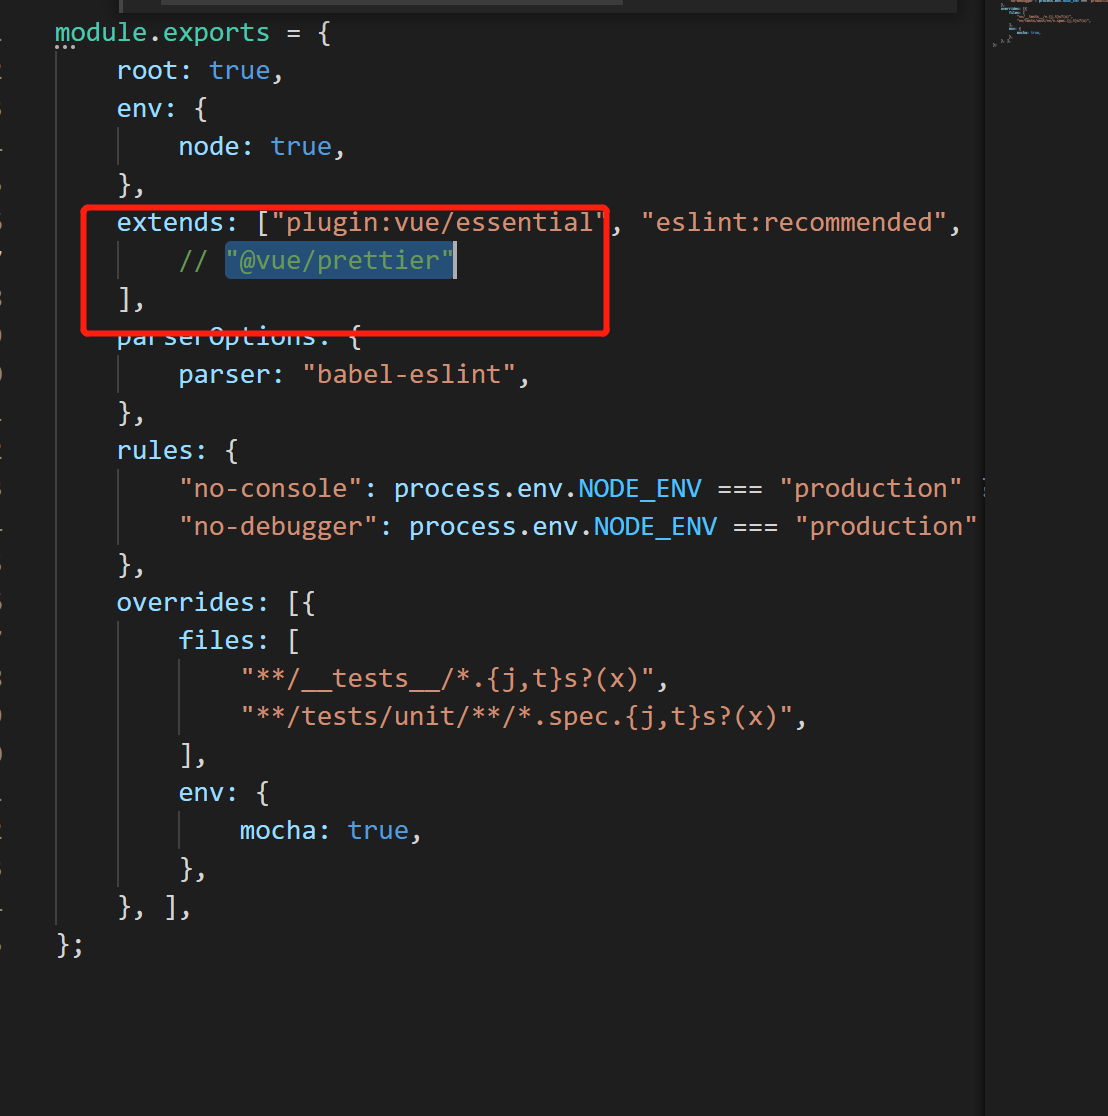 module.exports = {
root: true,
env: {
node: true,
},
extends: ["plugin:vue/essential", "eslint:recommended",
// "@vue/prettier"
],
parserOptions: {
parser: "babel-eslint",
},
rules: {
"no-console": process.env.NODE_ENV === "production"
"no-debugger": process.env.NODE_ENV === "production"
},
overrides: [{
files: [
"**/__tests__/*.{j,t}s?(x)",
"**/tests/unit/**/*.spec.{j,t}s?(x)",
],
env: {
mocha: true,
},
}, ],
};